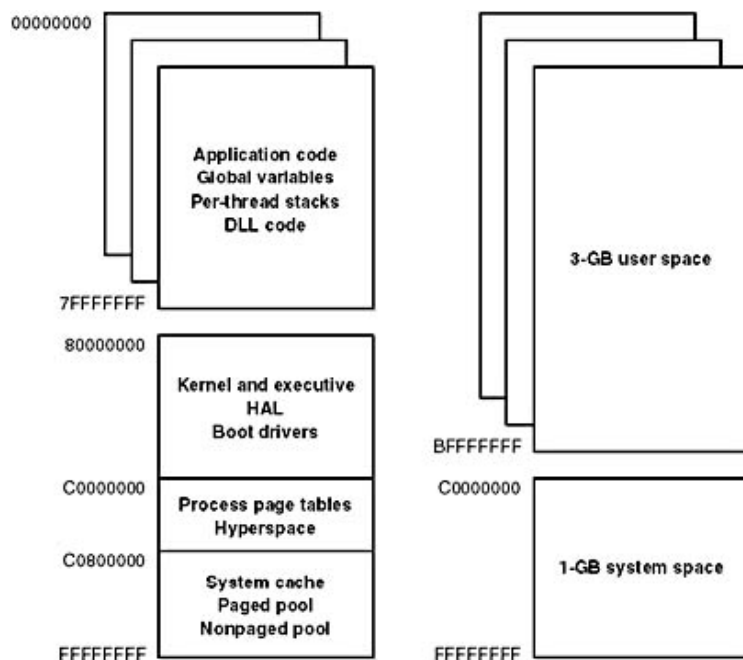 00000000
Application code
Global variables
Per-thread stacks
DLL code
7FFFFFFF
80000000
Kernel and executive
HAL
Boot drivers
C0000000
Process page tables
Hyperspace
C0800000
System cache
Paged pool
Nonpaged pool
FFFFFFFF
3-GB user space
BFFFFFFF
C0000000
1-GB system space
FFFFFFFF